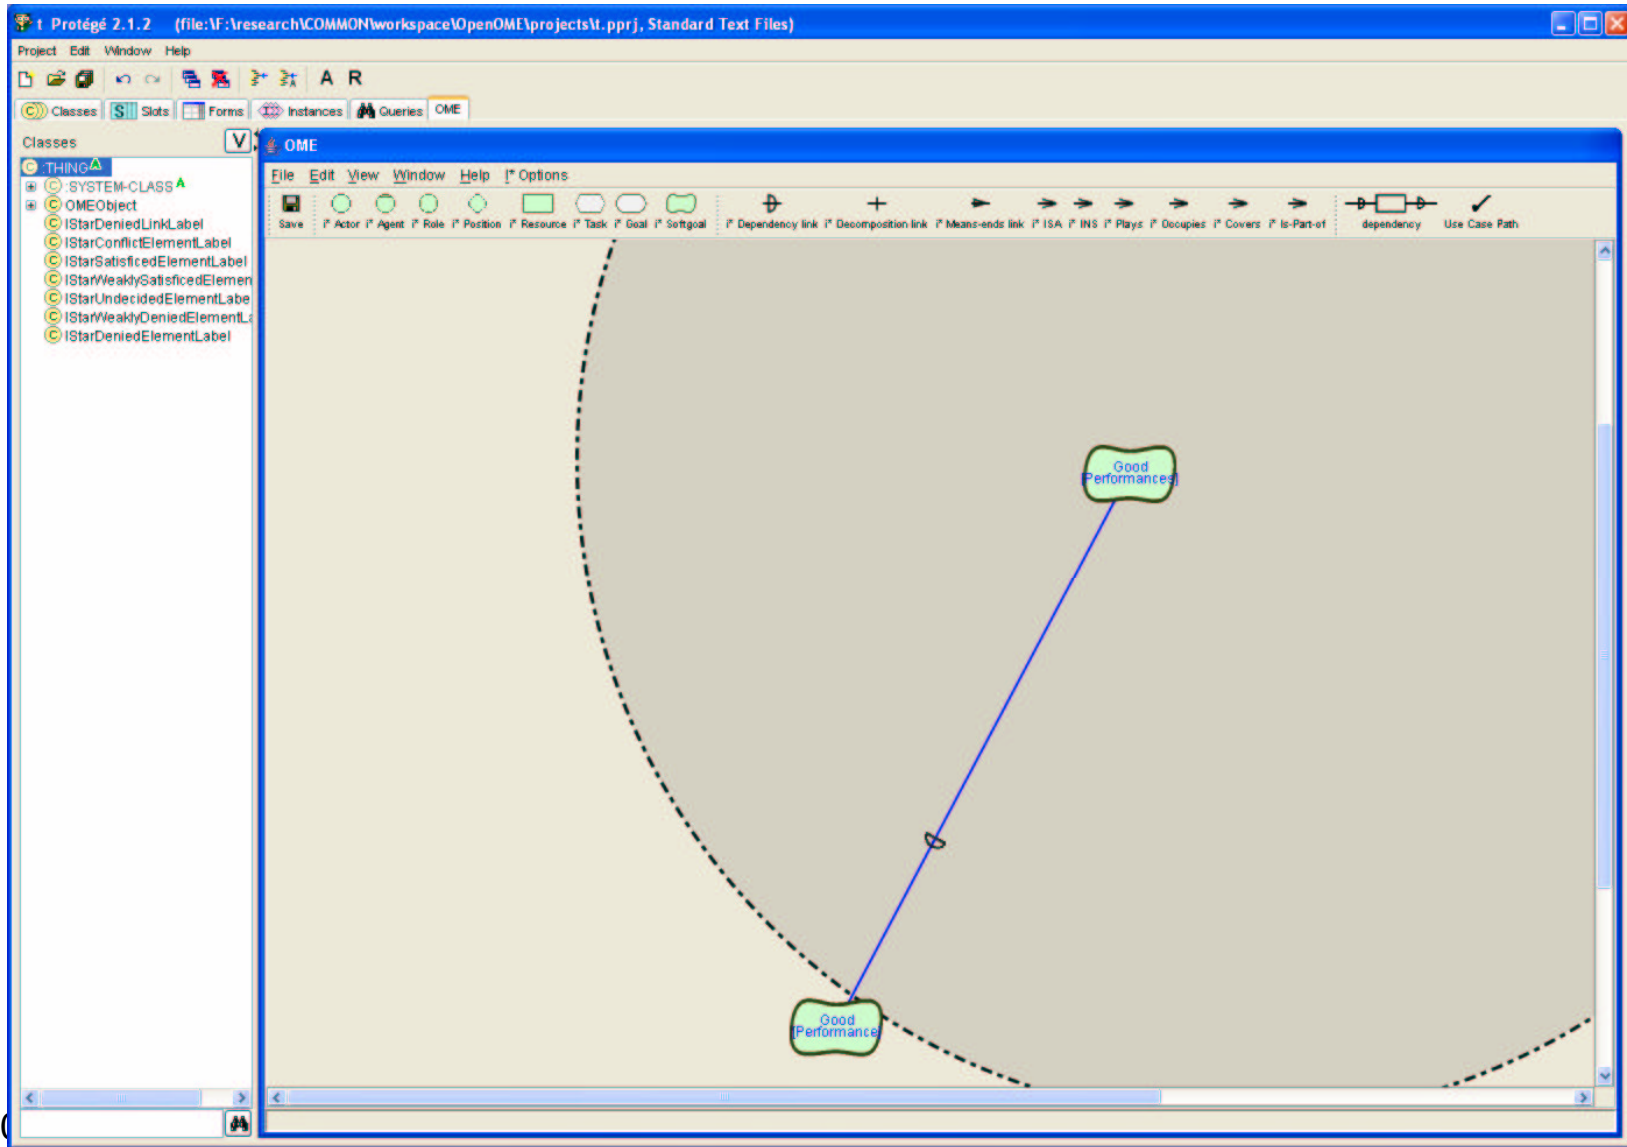 t Protégé 2.1.2 (file:\F:\research\COMMON\workspace\OpenOME\projects\t.pprj, Standard Text Files)
Project Edit Window Help
A R
Classes Slots Forms Instances Queries OME
Classes V
:THING A
:SYSTEM-CLASS A
OMEObject
IStarDeniedLinkLabel
IStarConflictElementLabel
IStarSatisficedElementLabel
IStarWeaklySatisficedElemen
IStarUndecidedElementLabe
IStarWeaklyDeniedElementLa
IStarDeniedElementLabel
OME
File Edit View Window Help I* Options
Save i* Actor i* Agent i* Role i* Position i* Resource i* Task i* Goal i* Softgoal i* Dependency link i* Decomposition link i* Means-ends link i* ISA i* INS i* Plays i* Occupies i* Covers i* Is-Part-of dependency Use Case Path
Good
[Performances]
Good
[Performance]
(